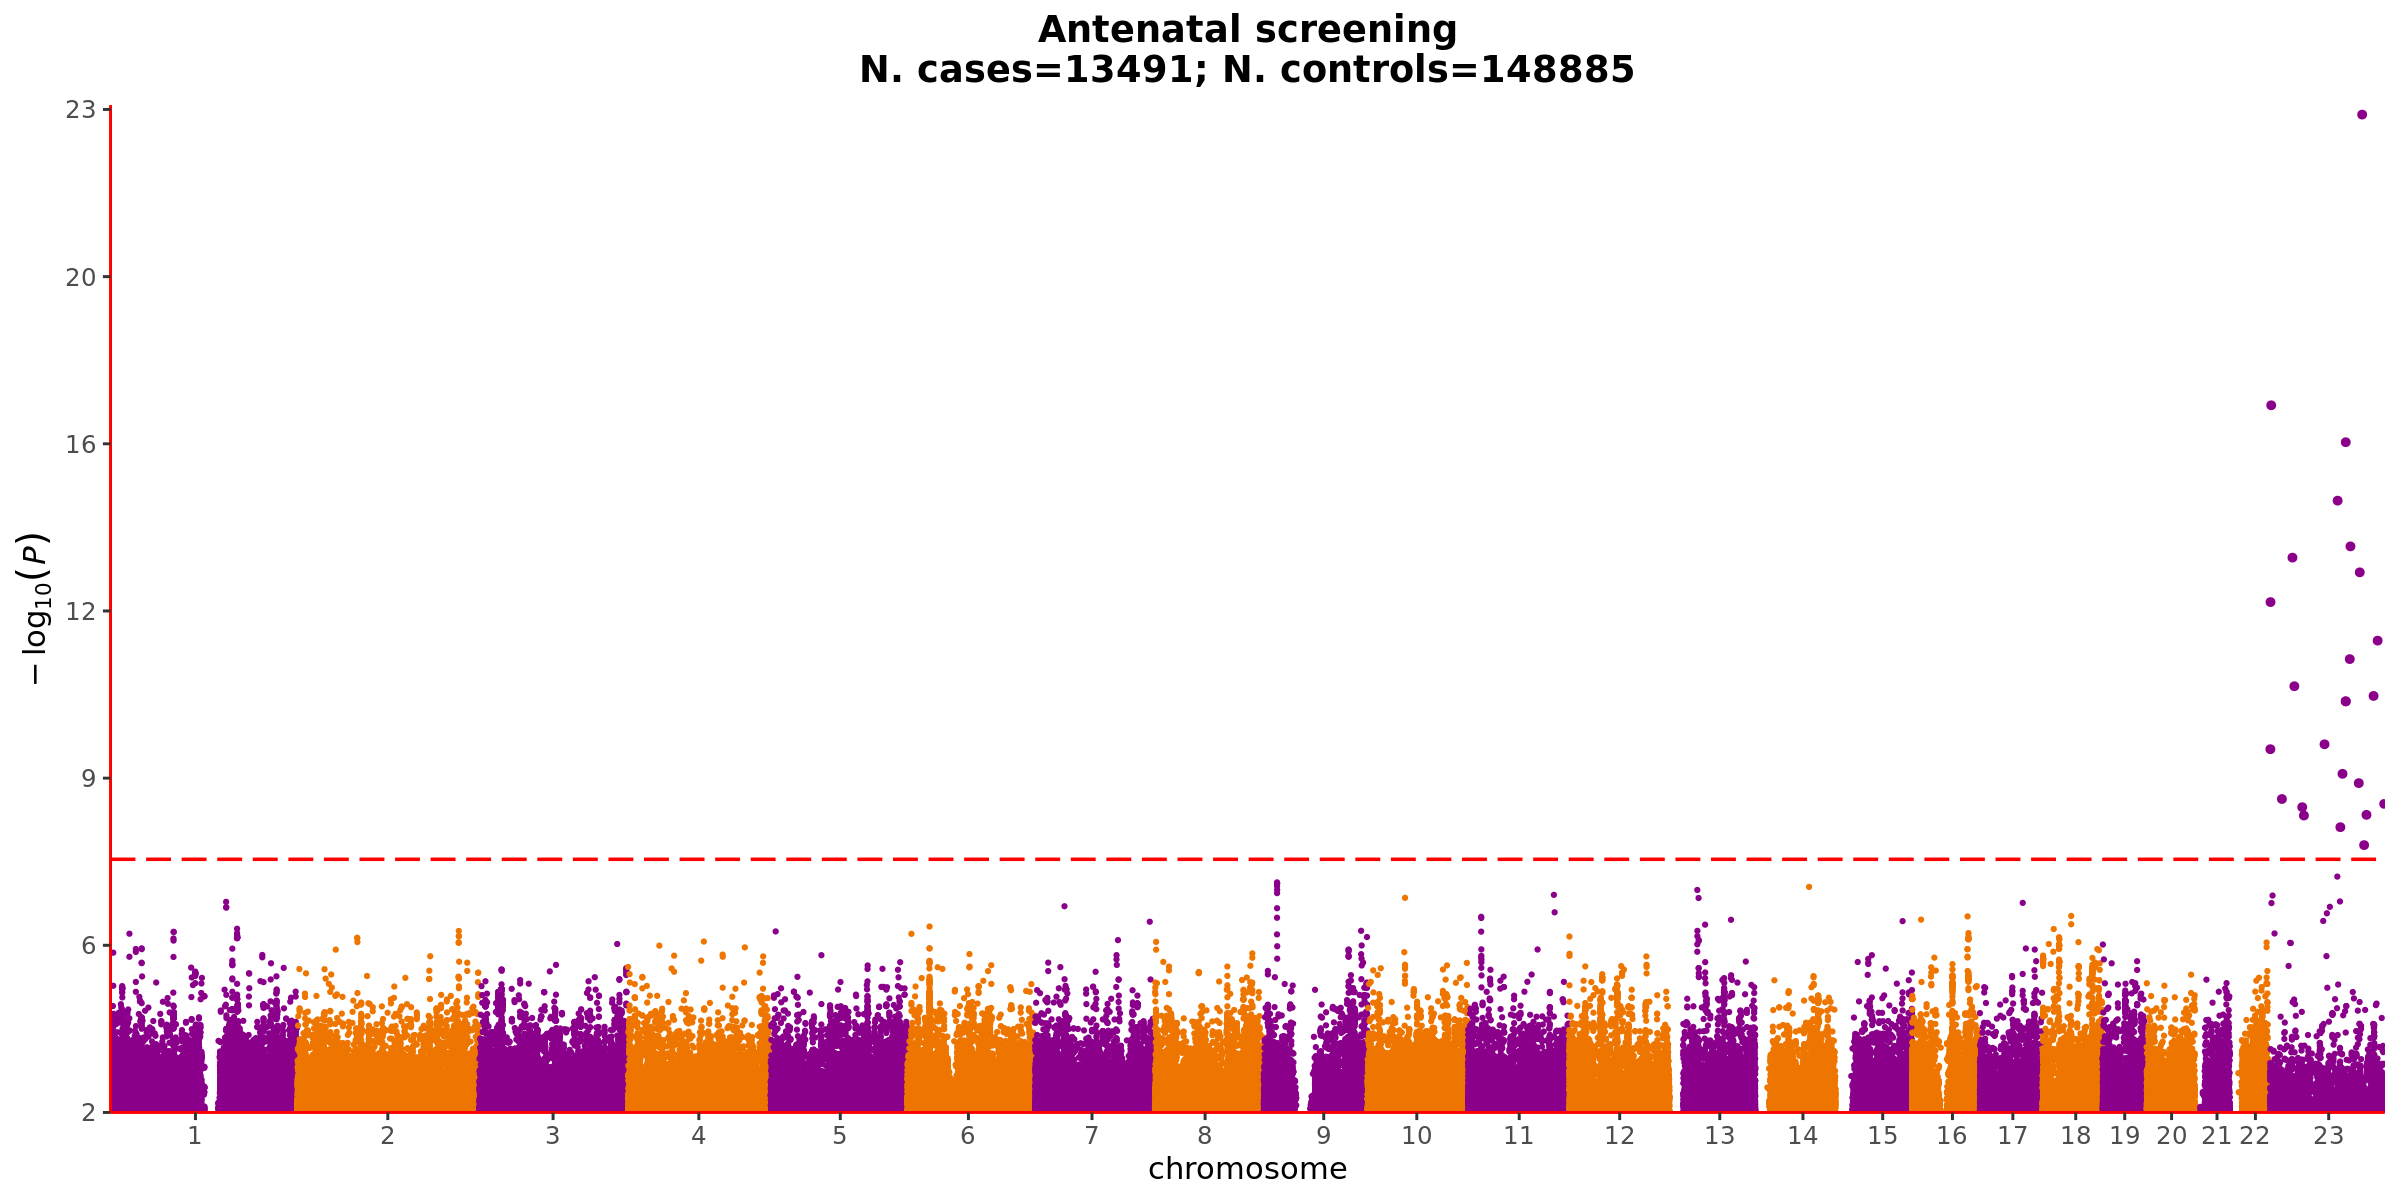 Antenatal screening
N. cases=13491; N. controls=148885
23
20
16
12
9
6
2
− log10(P)
1 2 3 4 5 6 7 8 9 10 11 12 13 14 15 16 17 18 19 20 21 22 23
chromosome